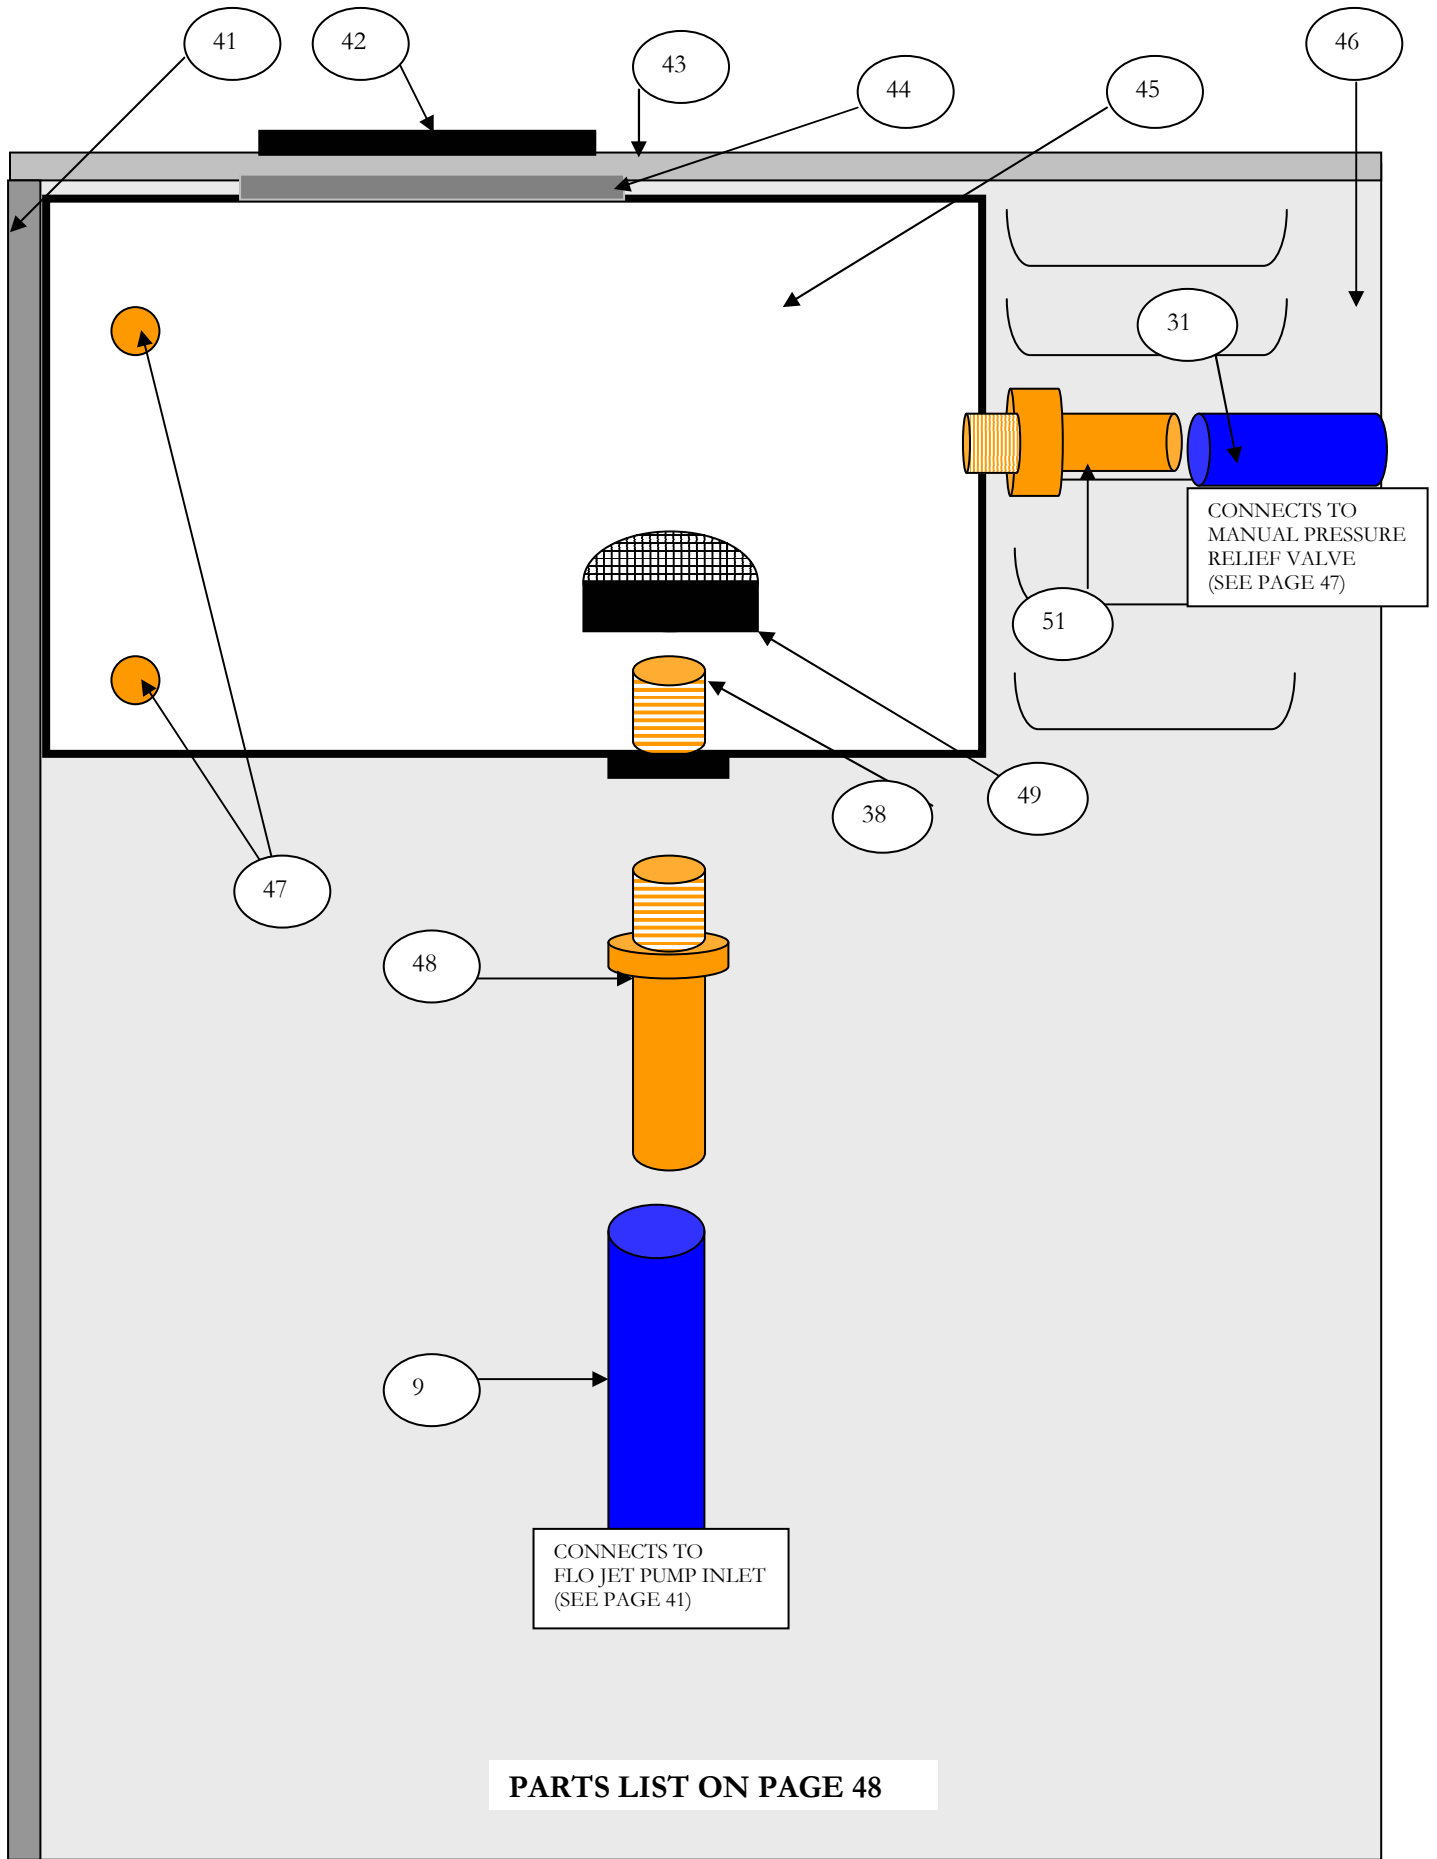 41
42
43
44
45
46
31
CONNECTS TO
MANUAL PRESSURE
RELIEF VALVE
(SEE PAGE 47)
51
49
38
47
48
9
CONNECTS TO
FLO JET PUMP INLET
(SEE PAGE 41)
PARTS LIST ON PAGE 48